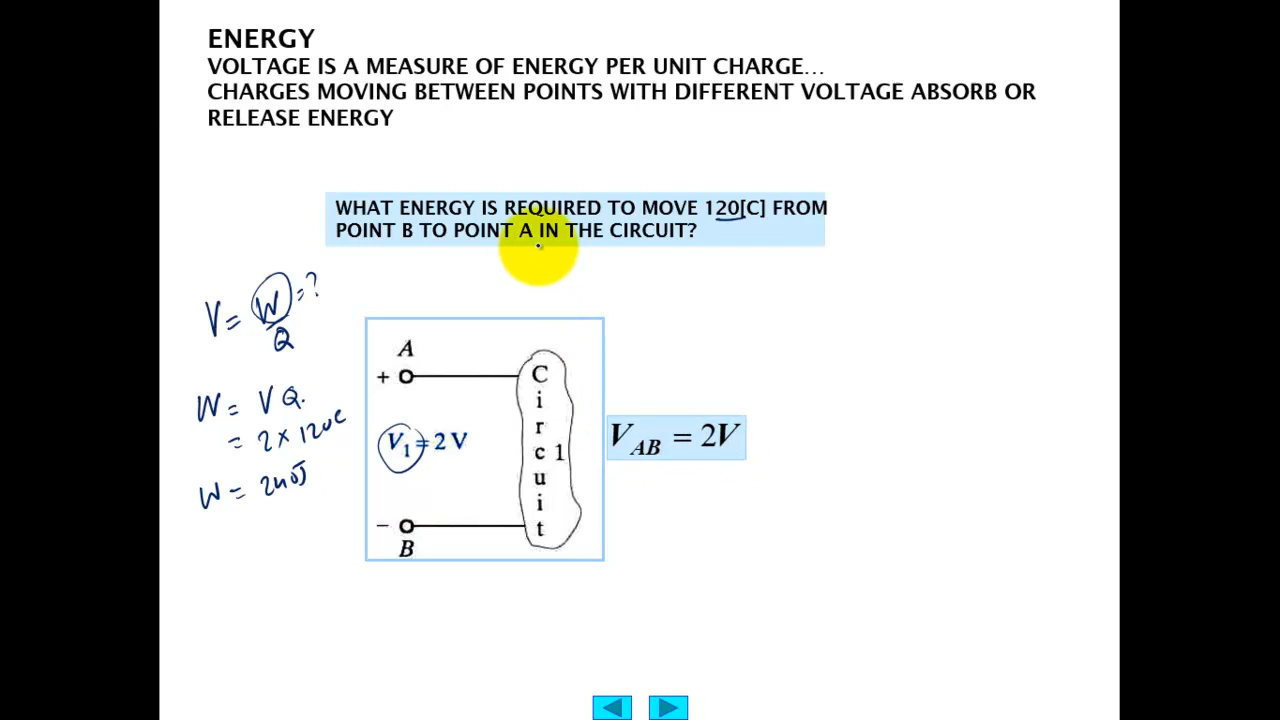 ENERGY
VOLTAGE IS A MEASURE OF ENERGY PER UNIT CHARGE…
CHARGES MOVING BETWEEN POINTS WITH DIFFERENT VOLTAGE ABSORB OR
RELEASE ENERGY
WHAT ENERGY IS REQUIRED TO MOVE 120[C] FROM
POINT B TO POINT A IN THE CIRCUIT?
V = W/Q = ?
W = VQ.
= 2 × 120C
W = 240J
A
+
V₁ = 2 V
−
B
Circuit 1
V_AB = 2V